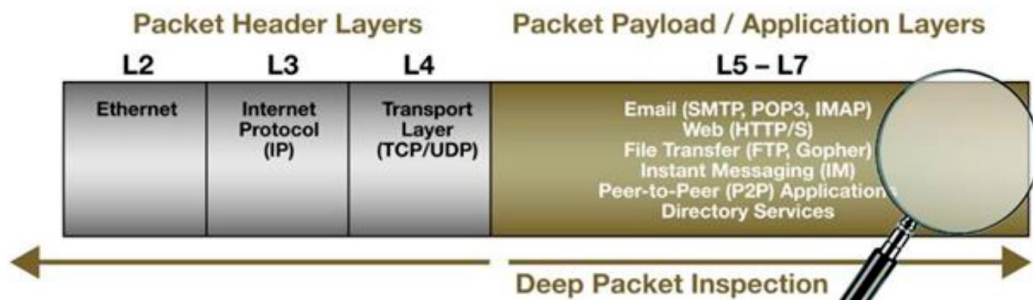 Packet Header Layers
Packet Payload / Application Layers
L2
L3
L4
L5 – L7
Ethernet
Internet
Protocol
(IP)
Transport
Layer
(TCP/UDP)
Email (SMTP, POP3, IMAP)
Web (HTTP/S)
File Transfer (FTP, Gopher)
Instant Messaging (IM)
Peer-to-Peer (P2P) Applications
Directory Services
Deep Packet Inspection